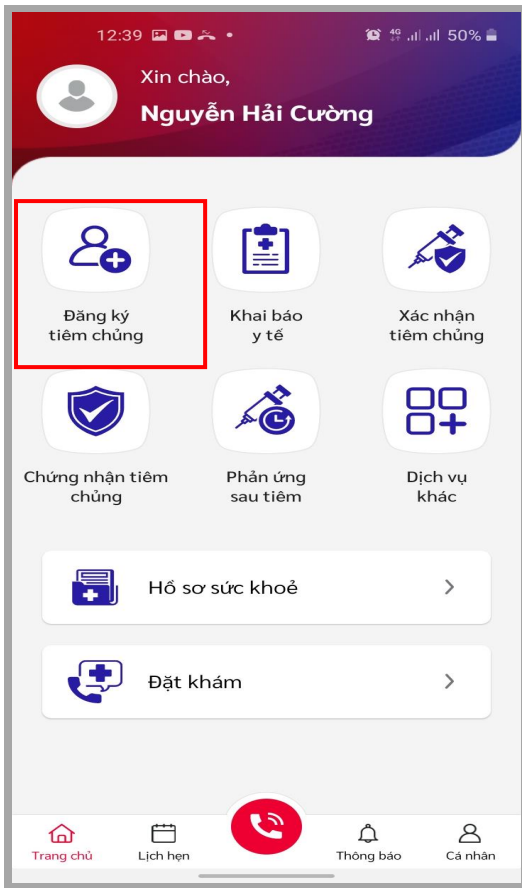 12:39
4G
50%
Xin chào,
Nguyễn Hải Cường
Đăng ký
tiêm chủng
Khai báo
y tế
Xác nhận
tiêm chủng
Chứng nhận tiêm
chủng
Phản ứng
sau tiêm
Dịch vụ
khác
Hồ sơ sức khoẻ
Đặt khám
Trang chủ
Lịch hẹn
Thông báo
Cá nhân